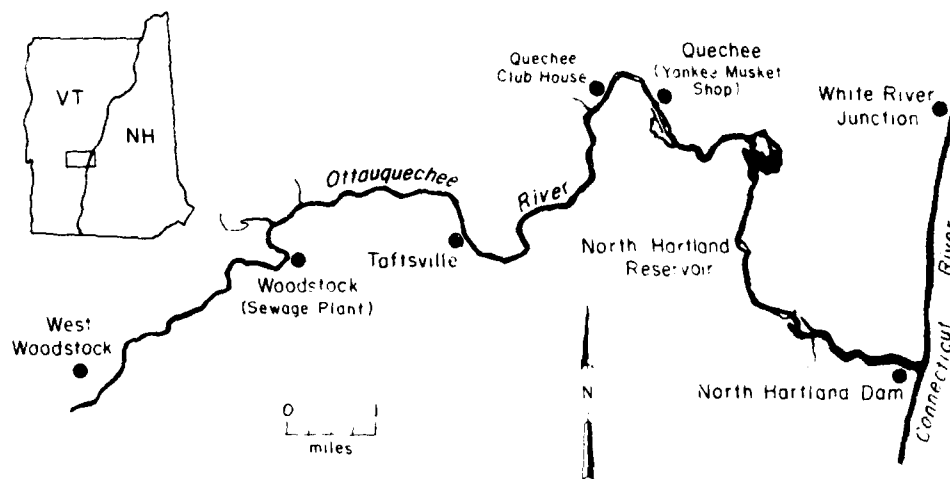 VT
NH
Quechee
Club House
Quechee
(Yankee Musket
Shop)
White River
Junction
Ottauquechee
River
Taftsville
North Hartland
Reservoir
Woodstock
(Sewage Plant)
West
Woodstock
0 1
miles
N
North Hartland Dam
Connecticut River